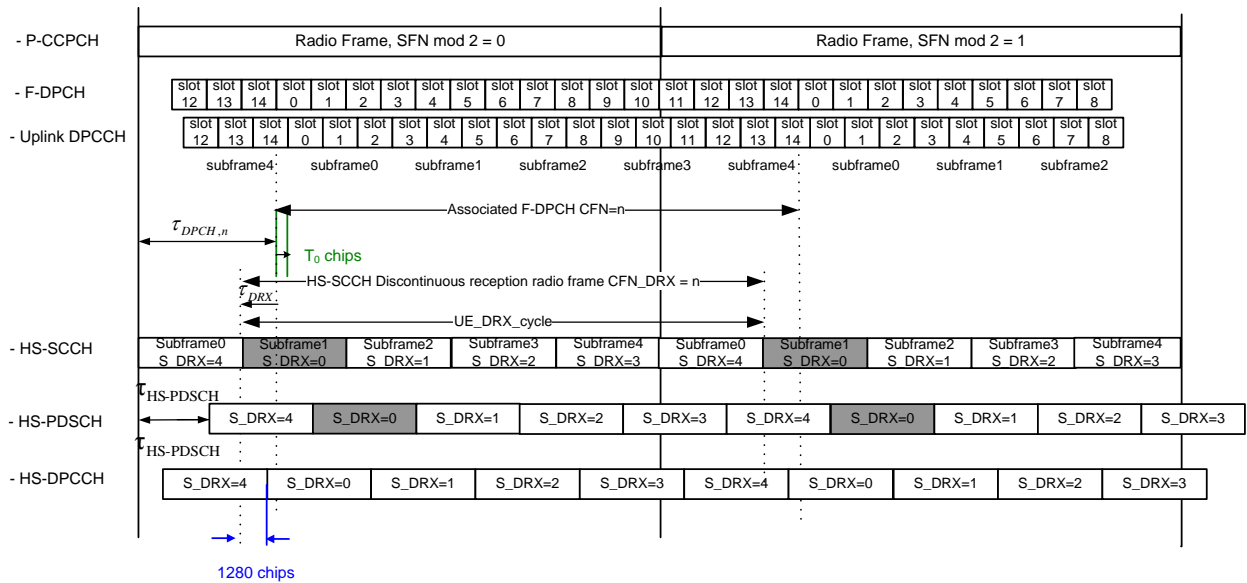 - P-CCPCH
Radio Frame, SFN mod 2 = 0
Radio Frame, SFN mod 2 = 1
- F-DPCH
slot 12 slot 13 slot 14 slot 0 slot 1 slot 2 slot 3 slot 4 slot 5 slot 6 slot 7 slot 8 slot 9 slot 10 slot 11 slot 12 slot 13 slot 14 slot 0 slot 1 slot 2 slot 3 slot 4 slot 5 slot 6 slot 7 slot 8
- Uplink DPCCH
slot 12 slot 13 slot 14 slot 0 slot 1 slot 2 slot 3 slot 4 slot 5 slot 6 slot 7 slot 8 slot 9 slot 10 slot 11 slot 12 slot 13 slot 14 slot 0 slot 1 slot 2 slot 3 slot 4 slot 5 slot 6 slot 7 slot 8
subframe4 subframe0 subframe1 subframe2 subframe3 subframe4 subframe0 subframe1 subframe2
Associated F-DPCH CFN=n
τDPCH,n
T0 chips
HS-SCCH Discontinuous reception radio frame CFN_DRX = n
τDRX
UE_DRX_cycle
- HS-SCCH
Subframe0 Subframe1 Subframe2 Subframe3 Subframe4 Subframe0 Subframe1 Subframe2 Subframe3 Subframe4
S_DRX=4 S_DRX=0 S_DRX=1 S_DRX=2 S_DRX=3 S_DRX=4 S_DRX=0 S_DRX=1 S_DRX=2 S_DRX=3
τHS-PDSCH
- HS-PDSCH
S_DRX=4 S_DRX=0 S_DRX=1 S_DRX=2 S_DRX=3 S_DRX=4 S_DRX=0 S_DRX=1 S_DRX=2 S_DRX=3
τHS-PDSCH
- HS-DPCCH
S_DRX=4 S_DRX=0 S_DRX=1 S_DRX=2 S_DRX=3 S_DRX=4 S_DRX=0 S_DRX=1 S_DRX=2 S_DRX=3
1280 chips